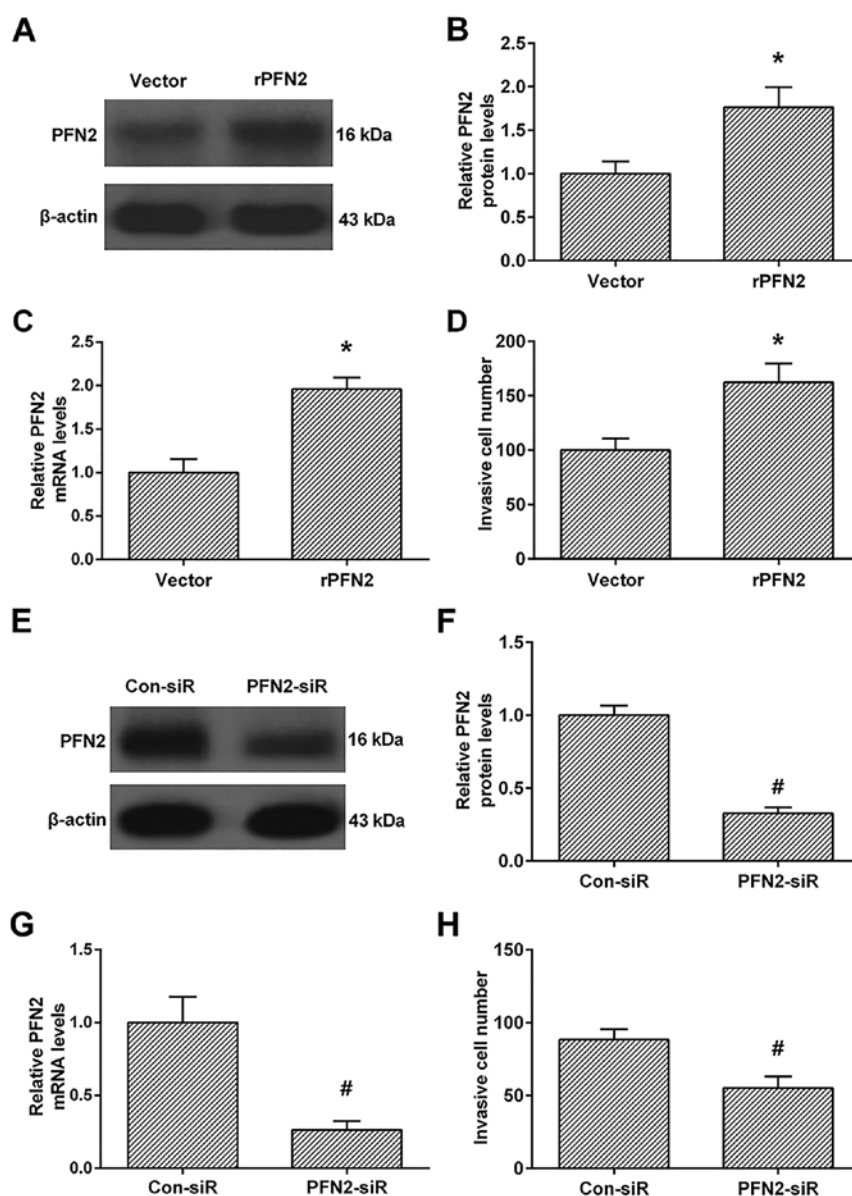 A
Vector rPFN2
PFN2 16 kDa
β-actin 43 kDa
B
Relative PFN2
protein levels
2.5
2.0
1.5
1.0
0.5
0.0
*
Vector rPFN2
C
Relative PFN2
mRNA levels
2.5
2.0
1.5
1.0
0.5
0.0
*
Vector rPFN2
D
Invasive cell number
200
150
100
50
0
*
Vector rPFN2
E
Con-siR PFN2-siR
PFN2 16 kDa
β-actin 43 kDa
F
Relative PFN2
protein levels
1.5
1.0
0.5
0.0
#
Con-siR PFN2-siR
G
Relative PFN2
mRNA levels
1.5
1.0
0.5
0.0
#
Con-siR PFN2-siR
H
Invasive cell number
150
100
50
0
#
Con-siR PFN2-siR